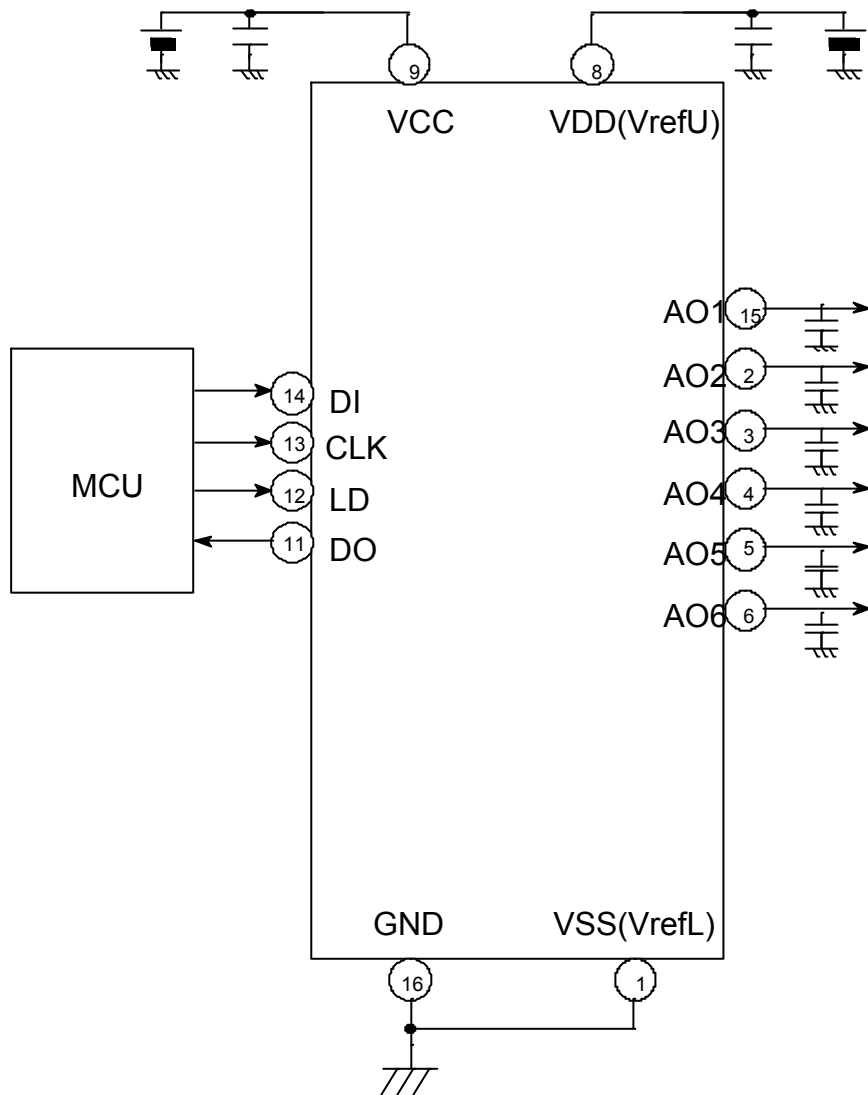 9 8
VCC VDD(VrefU)
AO1 15
AO2 2
14 DI
AO3 3
13 CLK
MCU
12 LD
AO4 4
11 DO
AO5 5
AO6 6
GND VSS(VrefL)
16 1